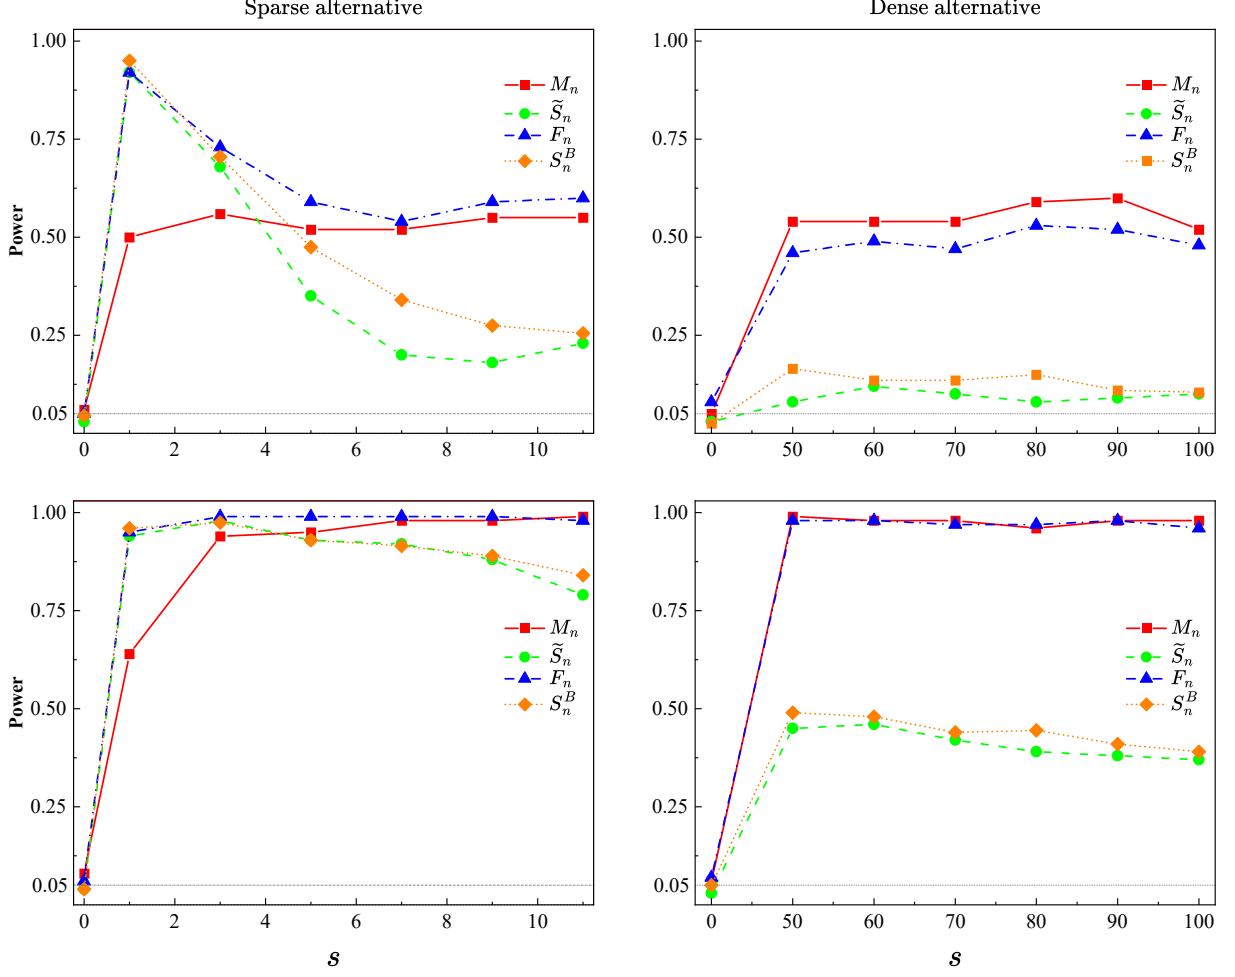 Sparse alternative
Dense alternative
1.00
0.75
0.50
0.25
0.05
Power
0 2 4 6 8 10
M_n
S̃_n
F_n
S_n^B
1.00
0.75
0.50
0.25
0.05
0 50 60 70 80 90 100
M_n
S̃_n
F_n
S_n^B
1.00
0.75
0.50
0.25
0.05
Power
0 2 4 6 8 10
s
M_n
S̃_n
F_n
S_n^B
1.00
0.75
0.50
0.25
0.05
0 50 60 70 80 90 100
s
M_n
S̃_n
F_n
S_n^B